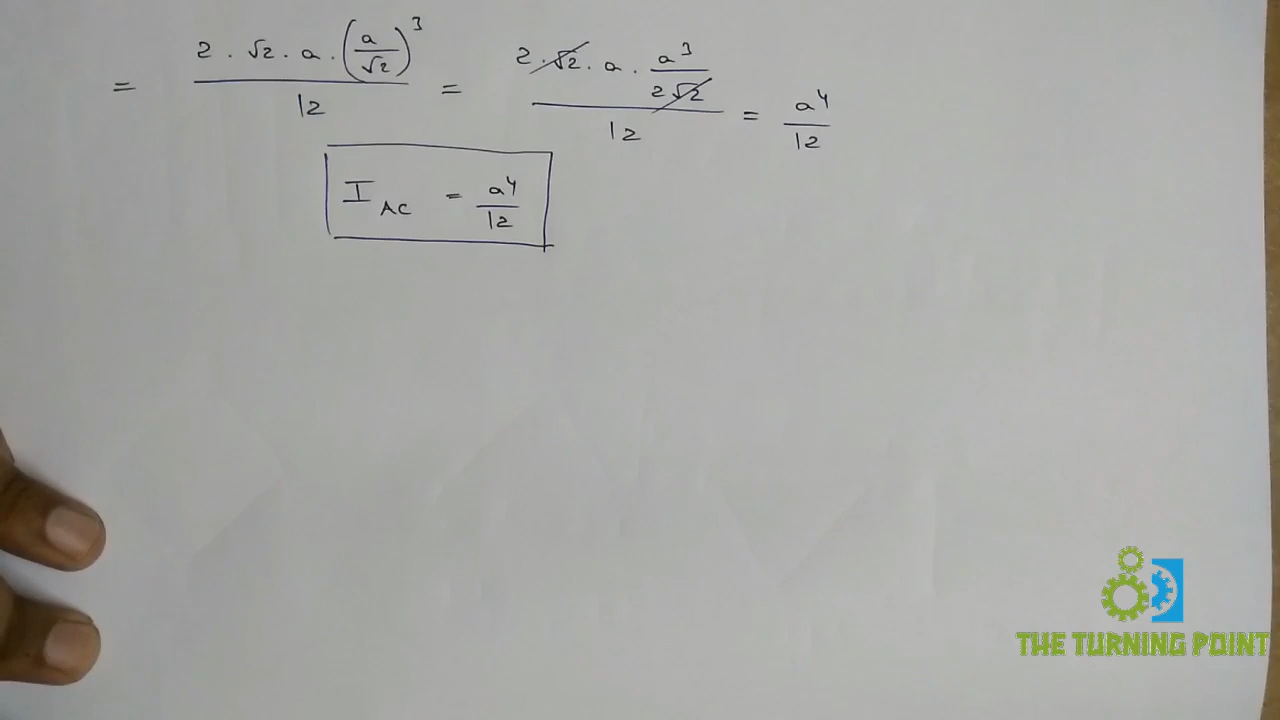 = 2 . √2 . a . (a/√2)³ / 12 = 2 . √2 . a . a³/2√2 / 12 = a⁴/12
I_AC = a⁴/12
THE TURNING POINT